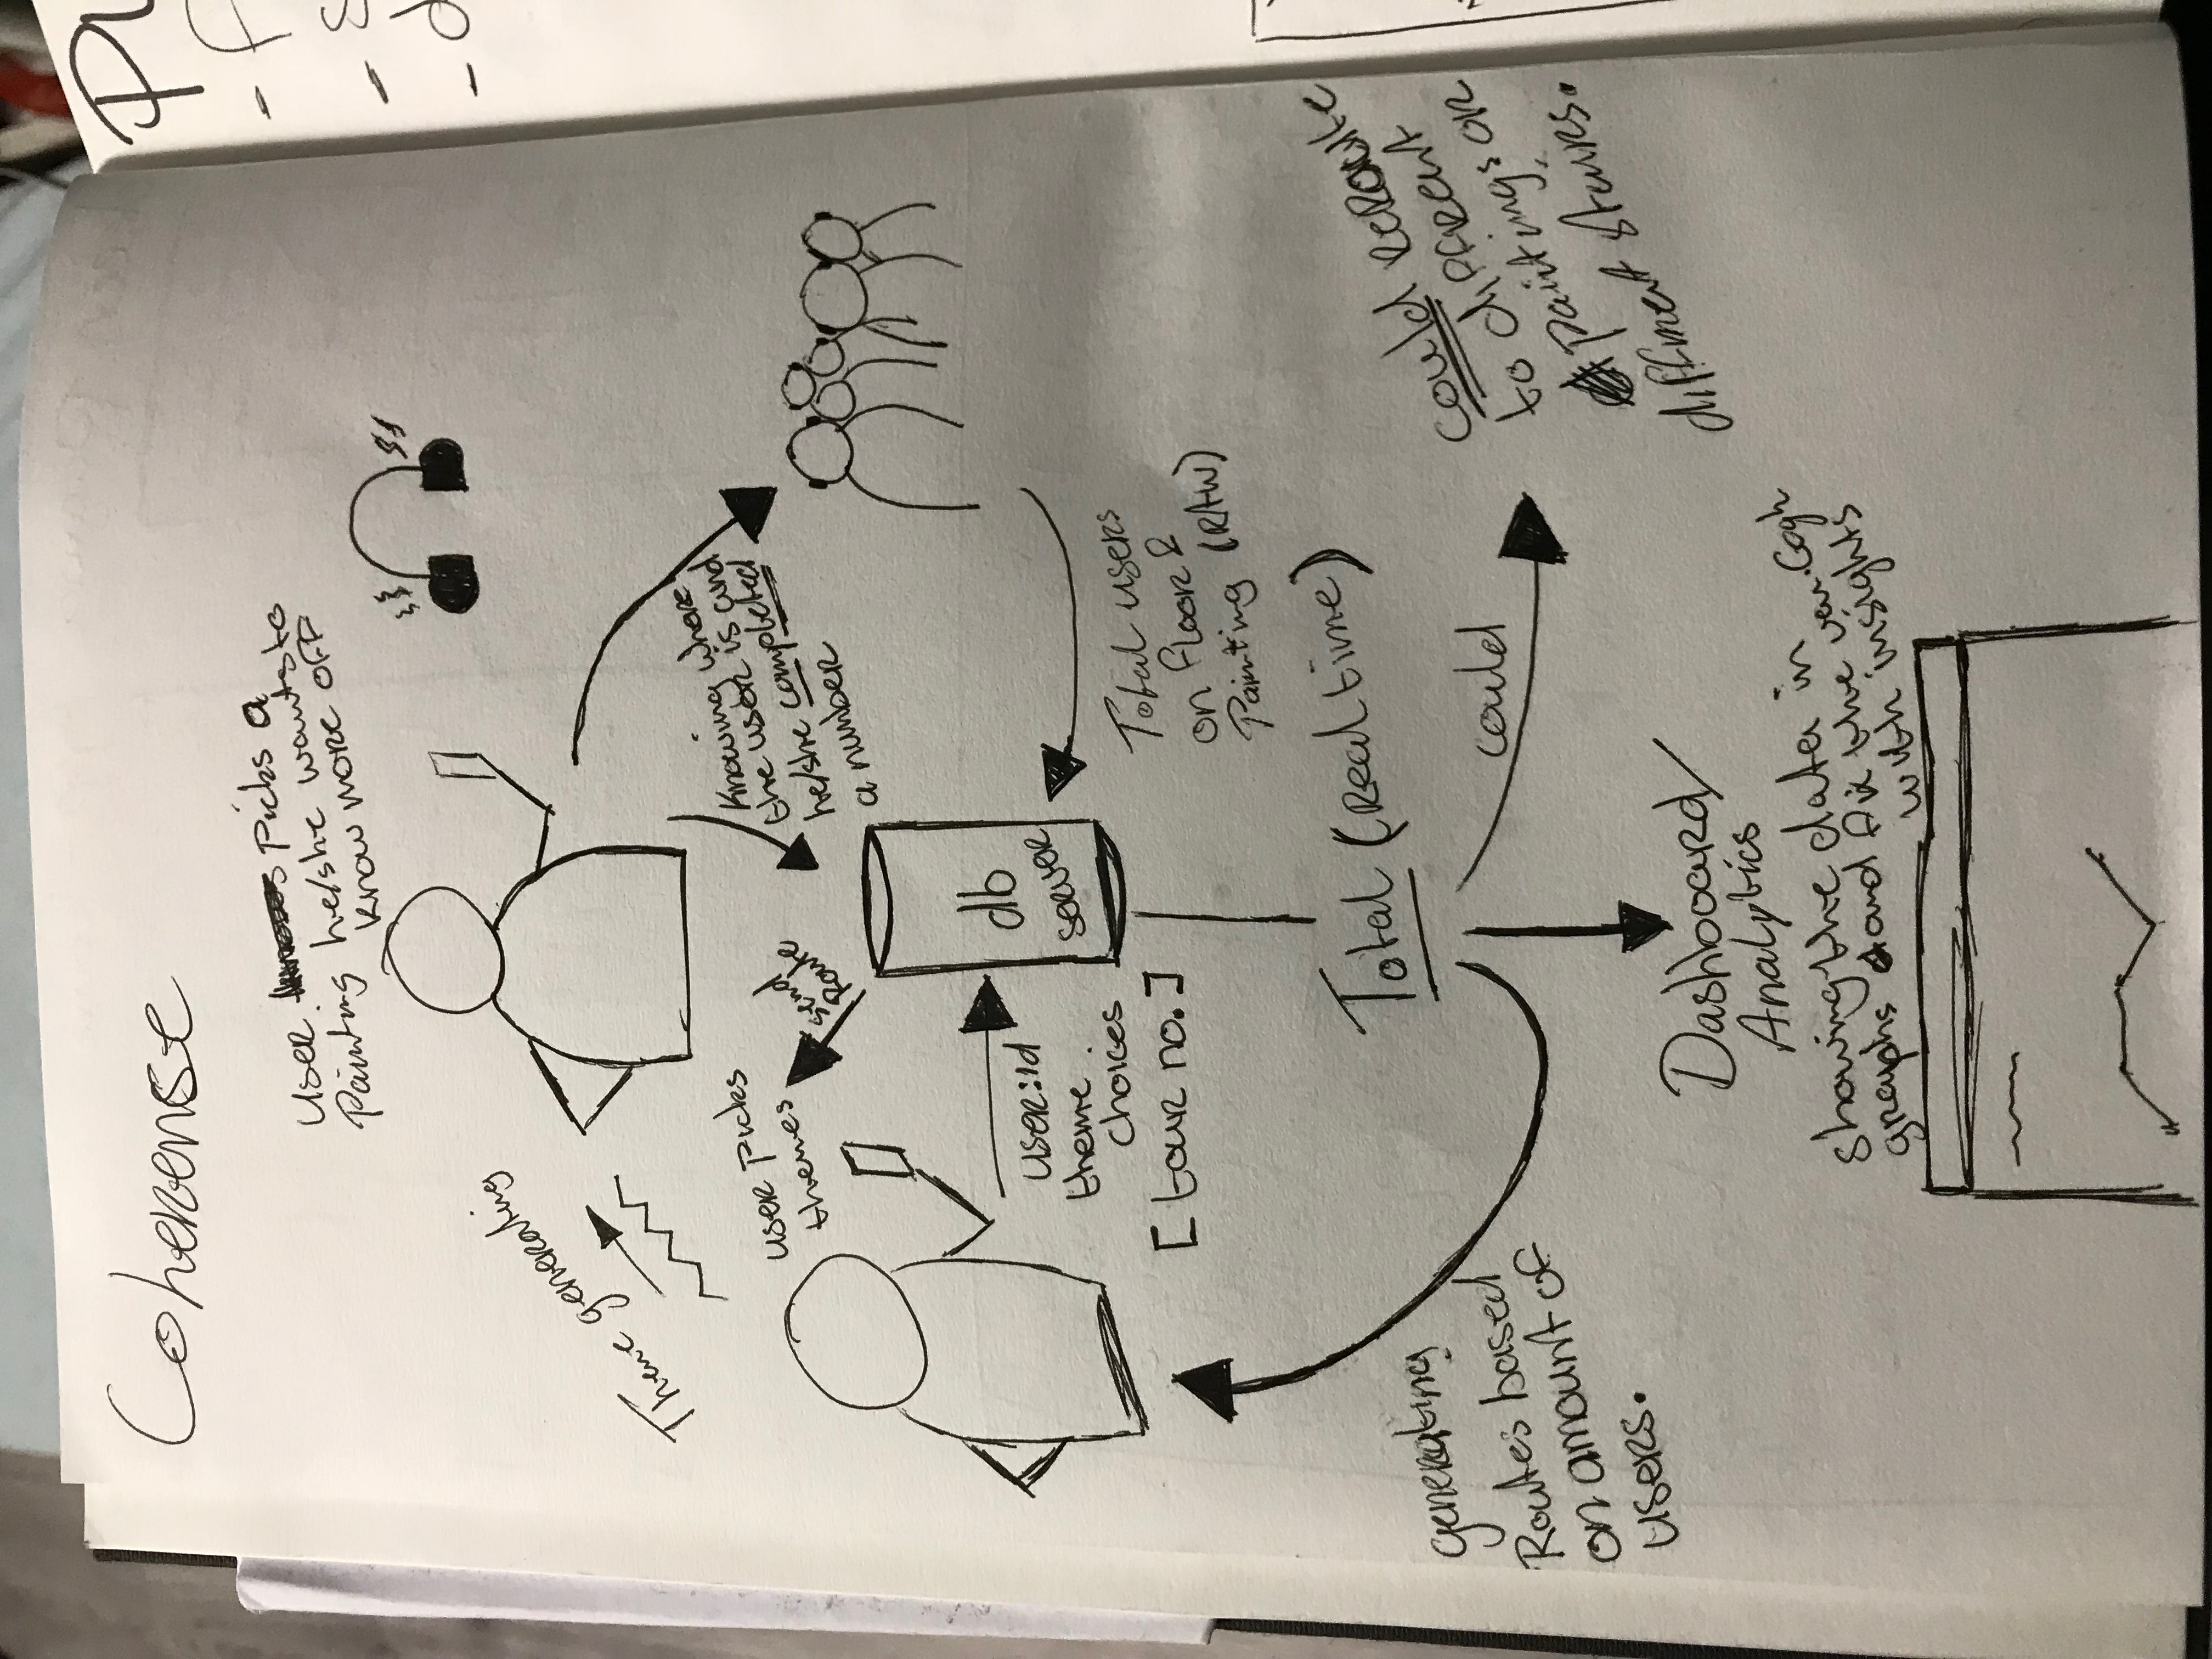 Coherense
User picks a
Painting he/she wants to
know more off
Theme generating
user picks
themes
send
Route
Knowing where
the user is and
he/she completed
a number
db
server
user:id
theme
choices
[tour no.]
Total users
on floor &
Painting (RAW)
Total (Real time)
generating
Routes based
on amount of
users.
could
could reRoute
to diffrent
paintings or
diffrent stairs.
Dashboard/
Analytics
showing the data in
graphs and fix the van.Gogh
with insights
Pl